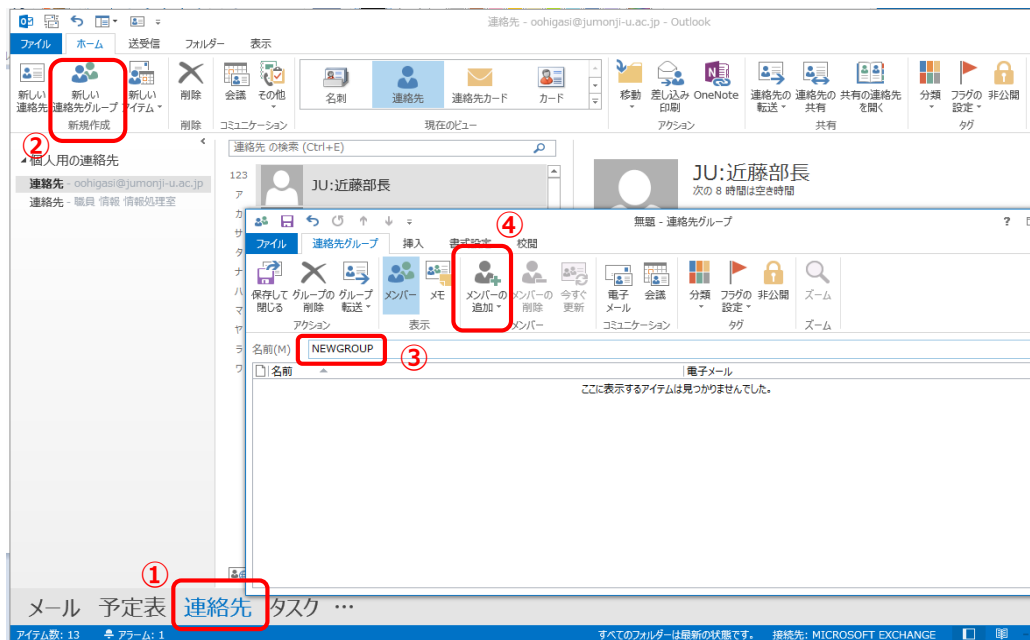 連絡先 - oohigasi@jumonji-u.ac.jp - Outlook
ファイル ホーム 送受信 フォルダー 表示
新しい連絡先 新しい連絡先グループ 新しいアイテム 削除 会議 その他 名刺 連絡先 連絡先カード カード 移動 差し込み印刷 OneNote 連絡先の転送 連絡先の共有 共有の連絡先を開く 分類 フラグの設定 非公開
新規作成 削除 コミュニケーション 現在のビュー アクション 共有 タグ
②
個人用の連絡先
連絡先 - oohigasi@jumonji-u.ac.jp
連絡先 - 職員 情報 情報処理室
連絡先 の検索 (Ctrl+E)
123
ア
カ
サ
タ
ナ
ハ
マ
ヤ
ラ
ワ
JU:近藤部長
JU:近藤部長
次の 8 時間は空き時間
④
無題 - 連絡先グループ ?
ファイル 連絡先グループ 挿入 書式設定 校閲
保存して閉じる グループの削除 グループ転送 メンバー メモ メンバーの追加 メンバーの削除 今すぐ更新 電子メール 会議 分類 フラグの設定 非公開 ズーム
アクション 表示 メンバー コミュニケーション タグ ズーム
名前(M) NEWGROUP ③
名前 電子メール
ここに表示するアイテムは見つかりませんでした。
①
メール 予定表 連絡先 タスク …
アイテム数: 13 アラーム: 1 すべてのフォルダーは最新の状態です。 接続先: MICROSOFT EXCHANGE